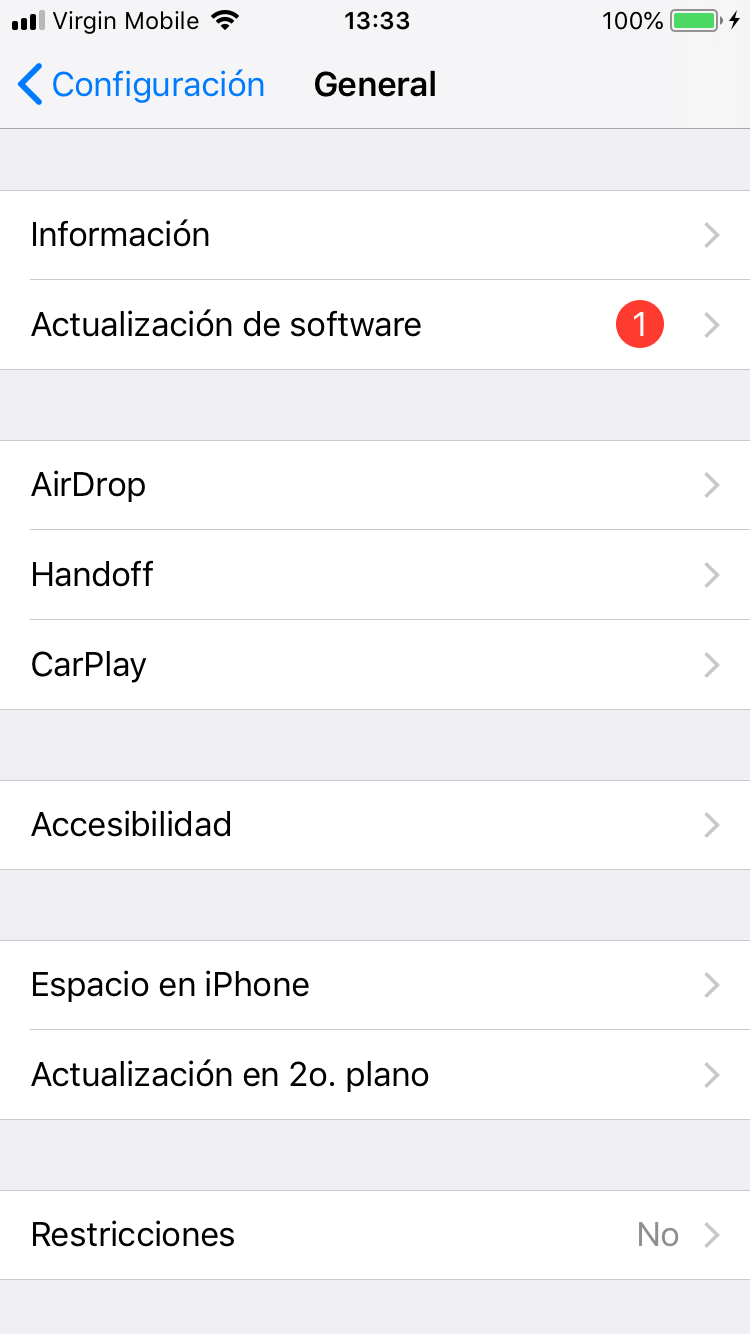 Virgin Mobile 13:33 100%
Configuración General
Información
Actualización de software 1
AirDrop
Handoff
CarPlay
Accesibilidad
Espacio en iPhone
Actualización en 2o. plano
Restricciones No